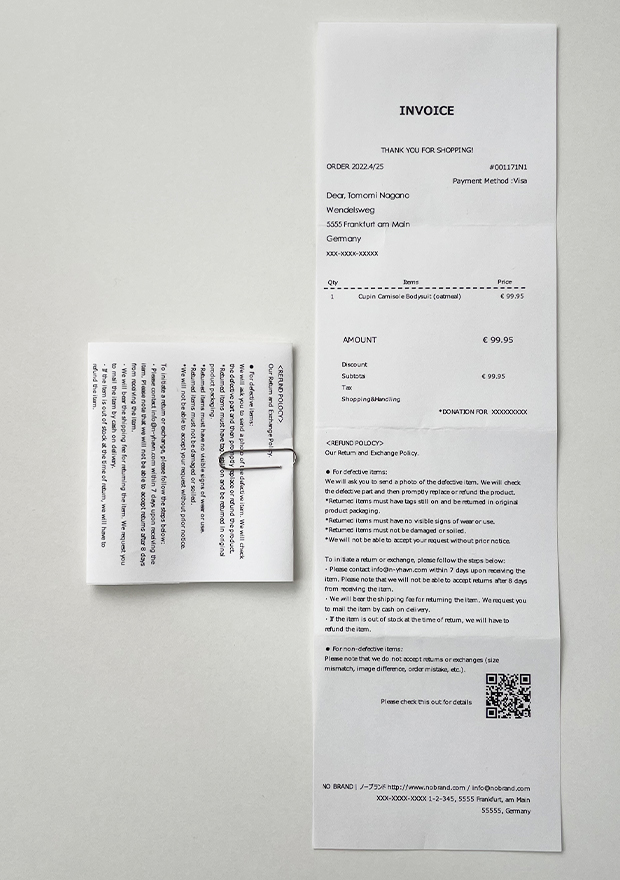 INVOICE
THANK YOU FOR SHOPPING!
ORDER 2022.4/25 #001171N1
Payment Method :Visa
Dear, Tomomi Nagano
Wendelsweg
5555 Frankfurt am Main
Germany
xxx-xxxx-xxxxx
Qty Items Price
1 Cupin Camisole Bodysuit (oatmeal) € 99.95
AMOUNT € 99.95
Discount
Subtota € 99.95
Tax
Shopping&Handling
*DONATION FOR XXXXXXXXX
<REFUND POLOCY>
Our Return and Exchange Policy.
● For defective items:
We will ask you to send a photo of the defective item. We will check
the defective part and then promptly replace or refund the product.
*Returned items must have tags still on and be returned in original
product packaging.
*Returned items must have no visible signs of wear or use.
*Returned items must not be damaged or soiled.
*We will not be able to accept your request without prior notice.
To initiate a return or exchange, please follow the steps below:
· Please contact info@n-yhavn.com within 7 days upon receiving the
item. Please note that we will not be able to accept returns after 8 days
from receiving the item.
· We will bear the shipping fee for returning the item. We request you
to mail the item by cash on delivery.
· If the item is out of stock at the time of return, we will have to
refund the item.
● For non-defective items:
Please note that we do not accept returns or exchanges (size
mismatch, image difference, order mistake, etc.).
Please check this out for details
NO BRAND | ノーブランド http://www.nobrand.com / info@nobrand.com
XXX-XXXX-XXXX 1-2-345, 5555 Frankfurt, am Main
55555, Germany
<REFUND POLOCY>
Our Return and Exchange Policy.
● For defective items:
We will ask you to send a photo of the defective item. We will check
the defective part and then promptly replace or refund the product.
*Returned items must have tags still on and be returned in original
product packaging.
*Returned items must have no visible signs of wear or use.
*Returned items must not be damaged or soiled.
*We will not be able to accept your request without prior notice.
To initiate a return or exchange, please follow the steps below:
· Please contact info@n-yhavn.com within 7 days upon receiving the
item. Please note that we will not be able to accept returns after 8 days
from receiving the item.
· We will bear the shipping fee for returning the item. We request you
to mail the item by cash on delivery.
· If the item is out of stock at the time of return, we will have to
refund the item.